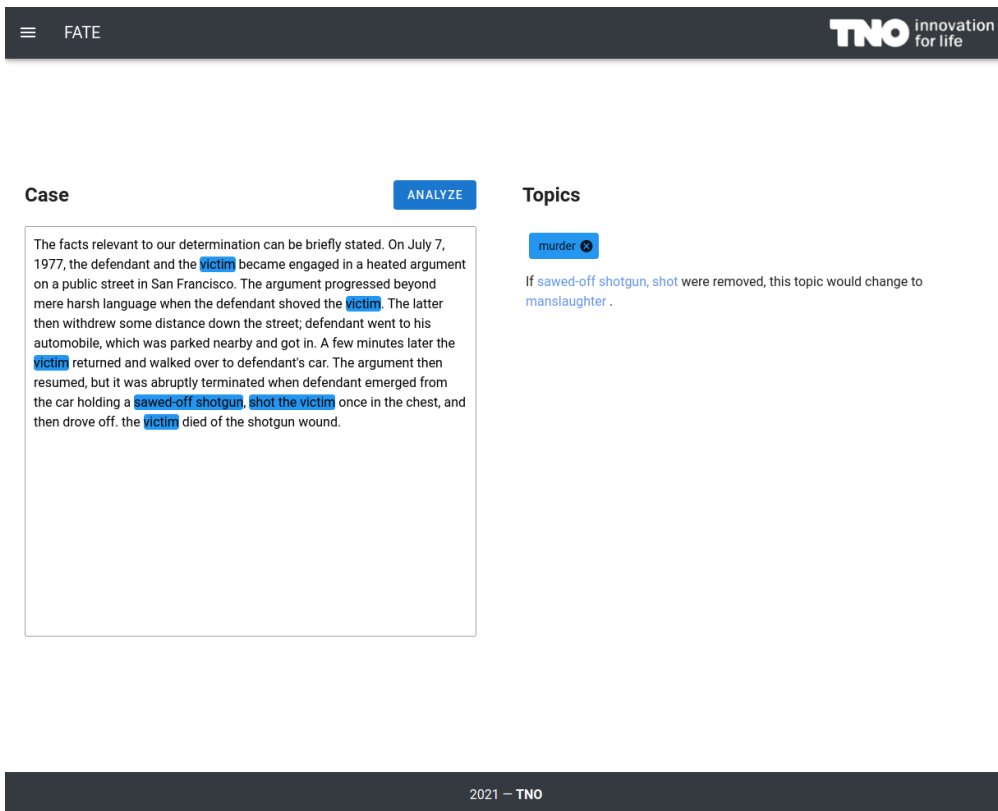 FATE
TNO innovation
for life
Case
ANALYZE
The facts relevant to our determination can be briefly stated. On July 7,
1977, the defendant and the victim became engaged in a heated argument
on a public street in San Francisco. The argument progressed beyond
mere harsh language when the defendant shoved the victim. The latter
then withdrew some distance down the street; defendant went to his
automobile, which was parked nearby and got in. A few minutes later the
victim returned and walked over to defendant's car. The argument then
resumed, but it was abruptly terminated when defendant emerged from
the car holding a sawed-off shotgun, shot the victim once in the chest, and
then drove off. the victim died of the shotgun wound.
Topics
murder
If sawed-off shotgun, shot were removed, this topic would change to
manslaughter .
2021 — TNO